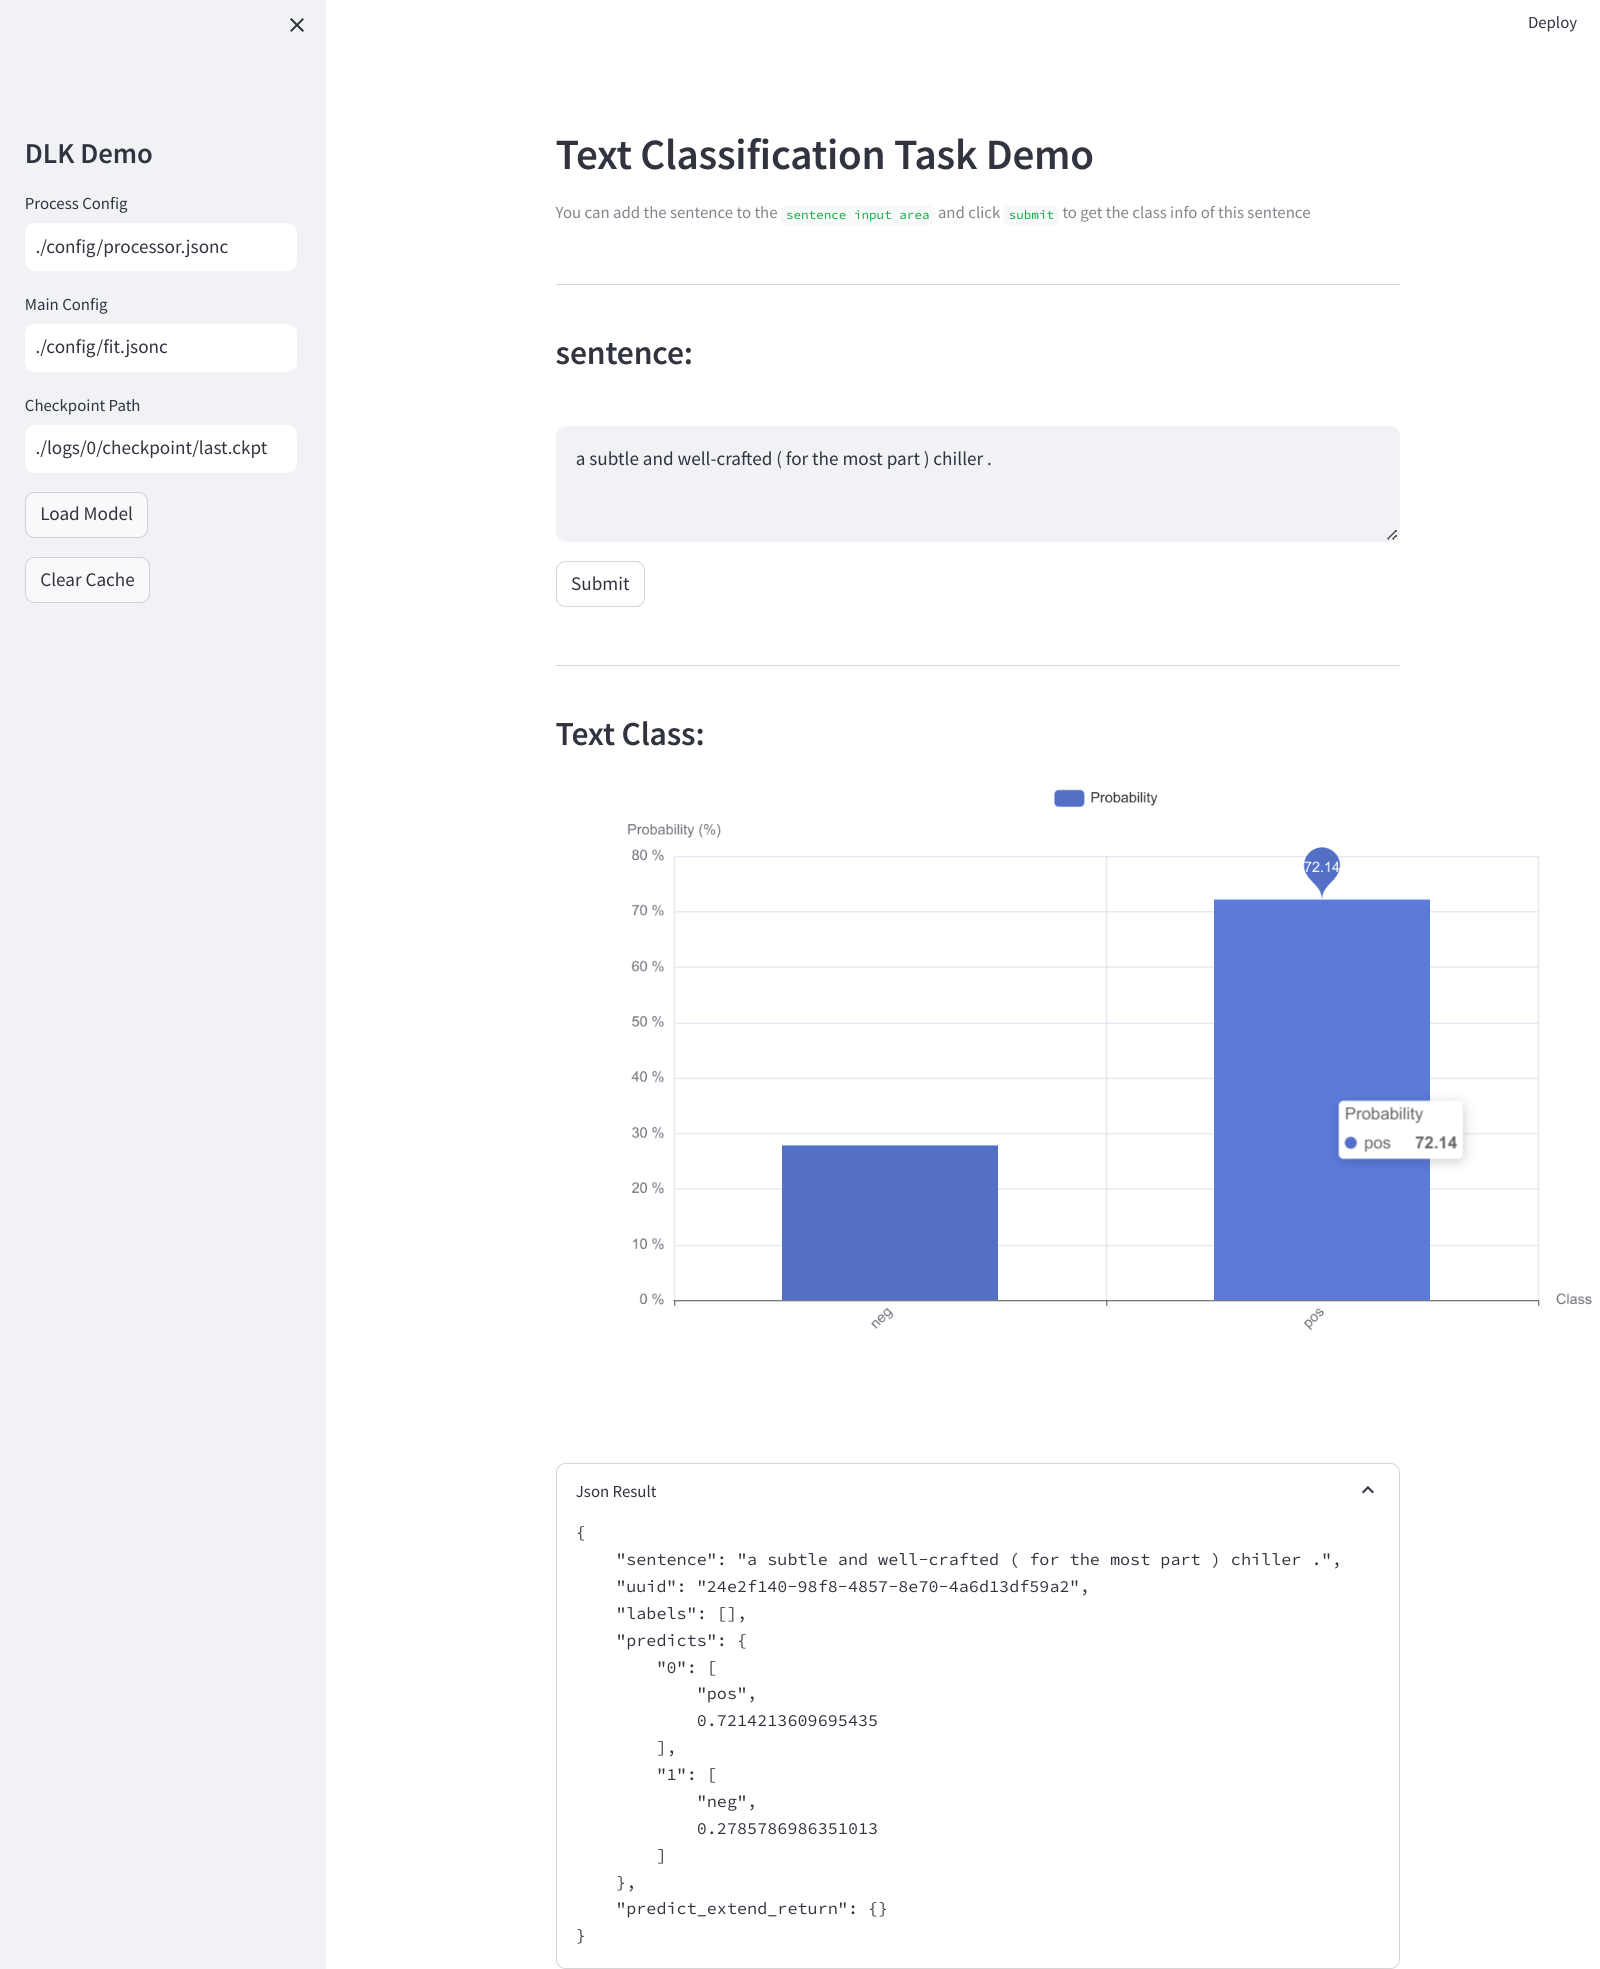 Deploy
DLK Demo
Process Config
./config/processor.jsonc
Main Config
./config/fit.jsonc
Checkpoint Path
./logs/0/checkpoint/last.ckpt
Load Model
Clear Cache
Text Classification Task Demo
You can add the sentence to the sentence input area and click submit to get the class info of this sentence
sentence:
a subtle and well-crafted ( for the most part ) chiller .
Submit
Text Class:
Probability
Probability (%)
80 %
72.14
70 %
60 %
50 %
40 %
Probability
30 %
pos 72.14
20 %
10 %
0 %
Class
neg
pos
Json Result
{
    "sentence": "a subtle and well-crafted ( for the most part ) chiller .",
    "uuid": "24e2f140-98f8-4857-8e70-4a6d13df59a2",
    "labels": [],
    "predicts": {
        "0": [
            "pos",
            0.7214213609695435
        ],
        "1": [
            "neg",
            0.2785786986351013
        ]
    },
    "predict_extend_return": {}
}